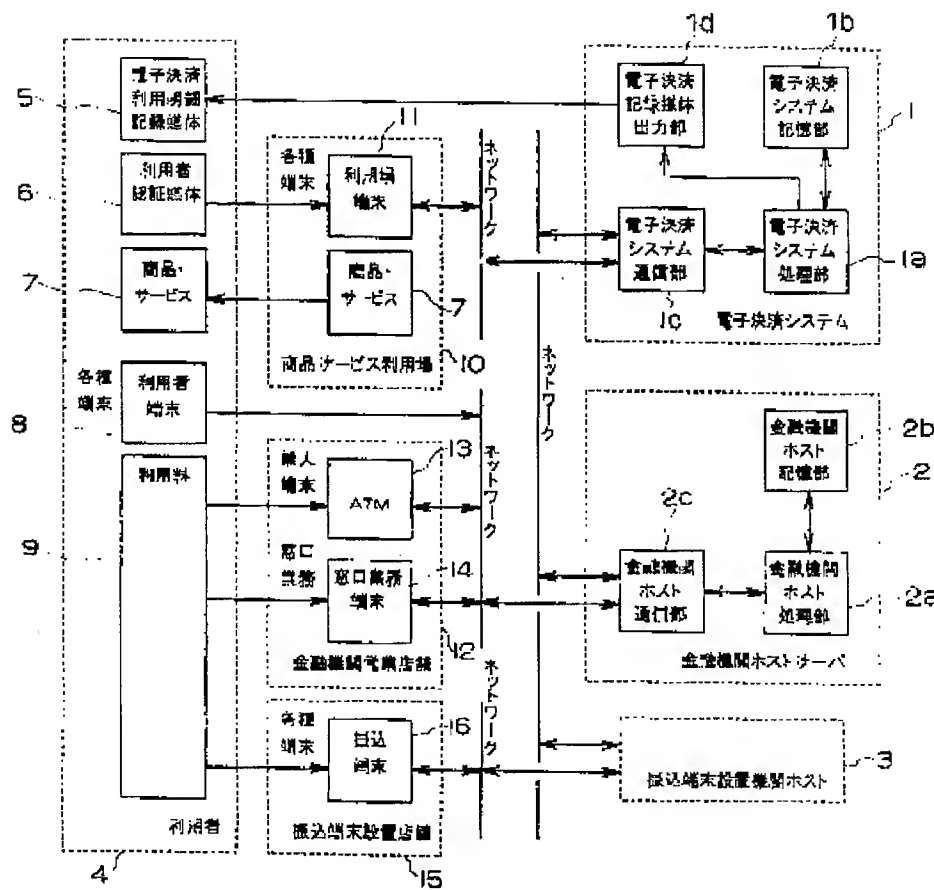 1d
1b
電子決済
利用明細
記録媒体
5
11
電子決済
記録媒体
出力部
電子決済
システム
記憶部
1
ネットワーク
各種
端末
利用場
端末
利用者
認証媒体
6
電子決済
システム
通信部
電子決済
システム
処理部
1a
商品・
サービス
7
商品・
サービス
7
1c
電子決済システム
商品サービス利用場
10
ネットワーク
各種
端末
利用者
端末
8
金融機関
ホスト
記憶部
2b
2
利用料
無人
端末
13
ATM
ネットワーク
2c
9
窓口
業務
窓口業務
端末
14
金融機関
ホスト
通信部
金融機関
ホスト
処理部
2a
12
金融機関営業店舗
金融機関ホストサーバ
ネットワーク
各種
端末
16
振込
端末
3
振込端末設置機関ホスト
利用者
振込端末設置店舗
4
15